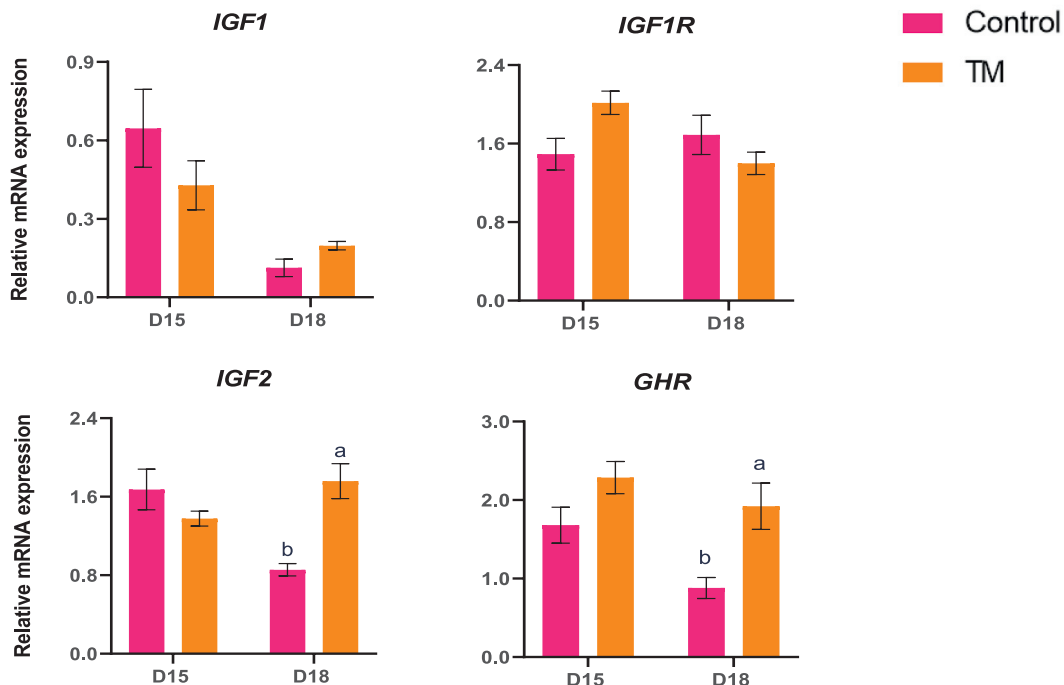 IGF1
IGF1R
Control
TM
Relative mRNA expression
0.9
0.6
0.3
0.0
D15
D18
2.4
1.6
0.8
0.0
D15
D18
IGF2
GHR
Relative mRNA expression
2.4
1.6
0.8
0.0
b
a
D15
D18
3.0
2.0
1.0
0.0
b
a
D15
D18